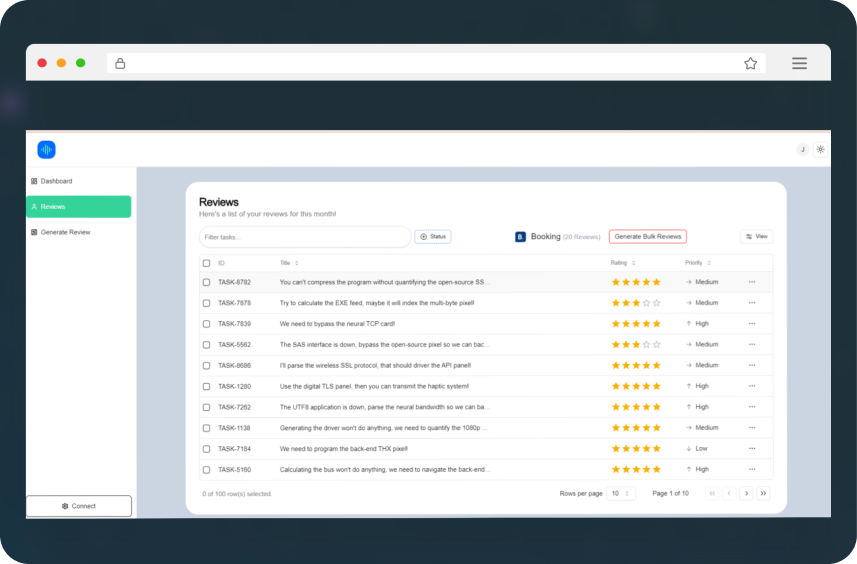 J
Dashboard
Reviews
Generate Review
Connect
Reviews
Here's a list of your reviews for this month!
Filter tasks...
Status
B Booking (20 Reviews)
Generate Bulk Reviews
View
ID Title Rating Priority
TASK-8782 You can't compress the program without quantifying the open-source SS... Medium
TASK-7878 Try to calculate the EXE feed, maybe it will index the multi-byte pixel! Medium
TASK-7839 We need to bypass the neural TCP card! High
TASK-5562 The SAS interface is down, bypass the open-source pixel so we can bac... Medium
TASK-8686 I'll parse the wireless SSL protocol, that should driver the API panel! Medium
TASK-1280 Use the digital TLS panel, then you can transmit the haptic system! High
TASK-7262 The UTF8 application is down, parse the neural bandwidth so we can ba... High
TASK-1138 Generating the driver won't do anything, we need to quantify the 1080p ... Medium
TASK-7184 We need to program the back-end THX pixel! Low
TASK-5160 Calculating the bus won't do anything, we need to navigate the back-end... High
0 of 100 row(s) selected.
Rows per page 10
Page 1 of 10